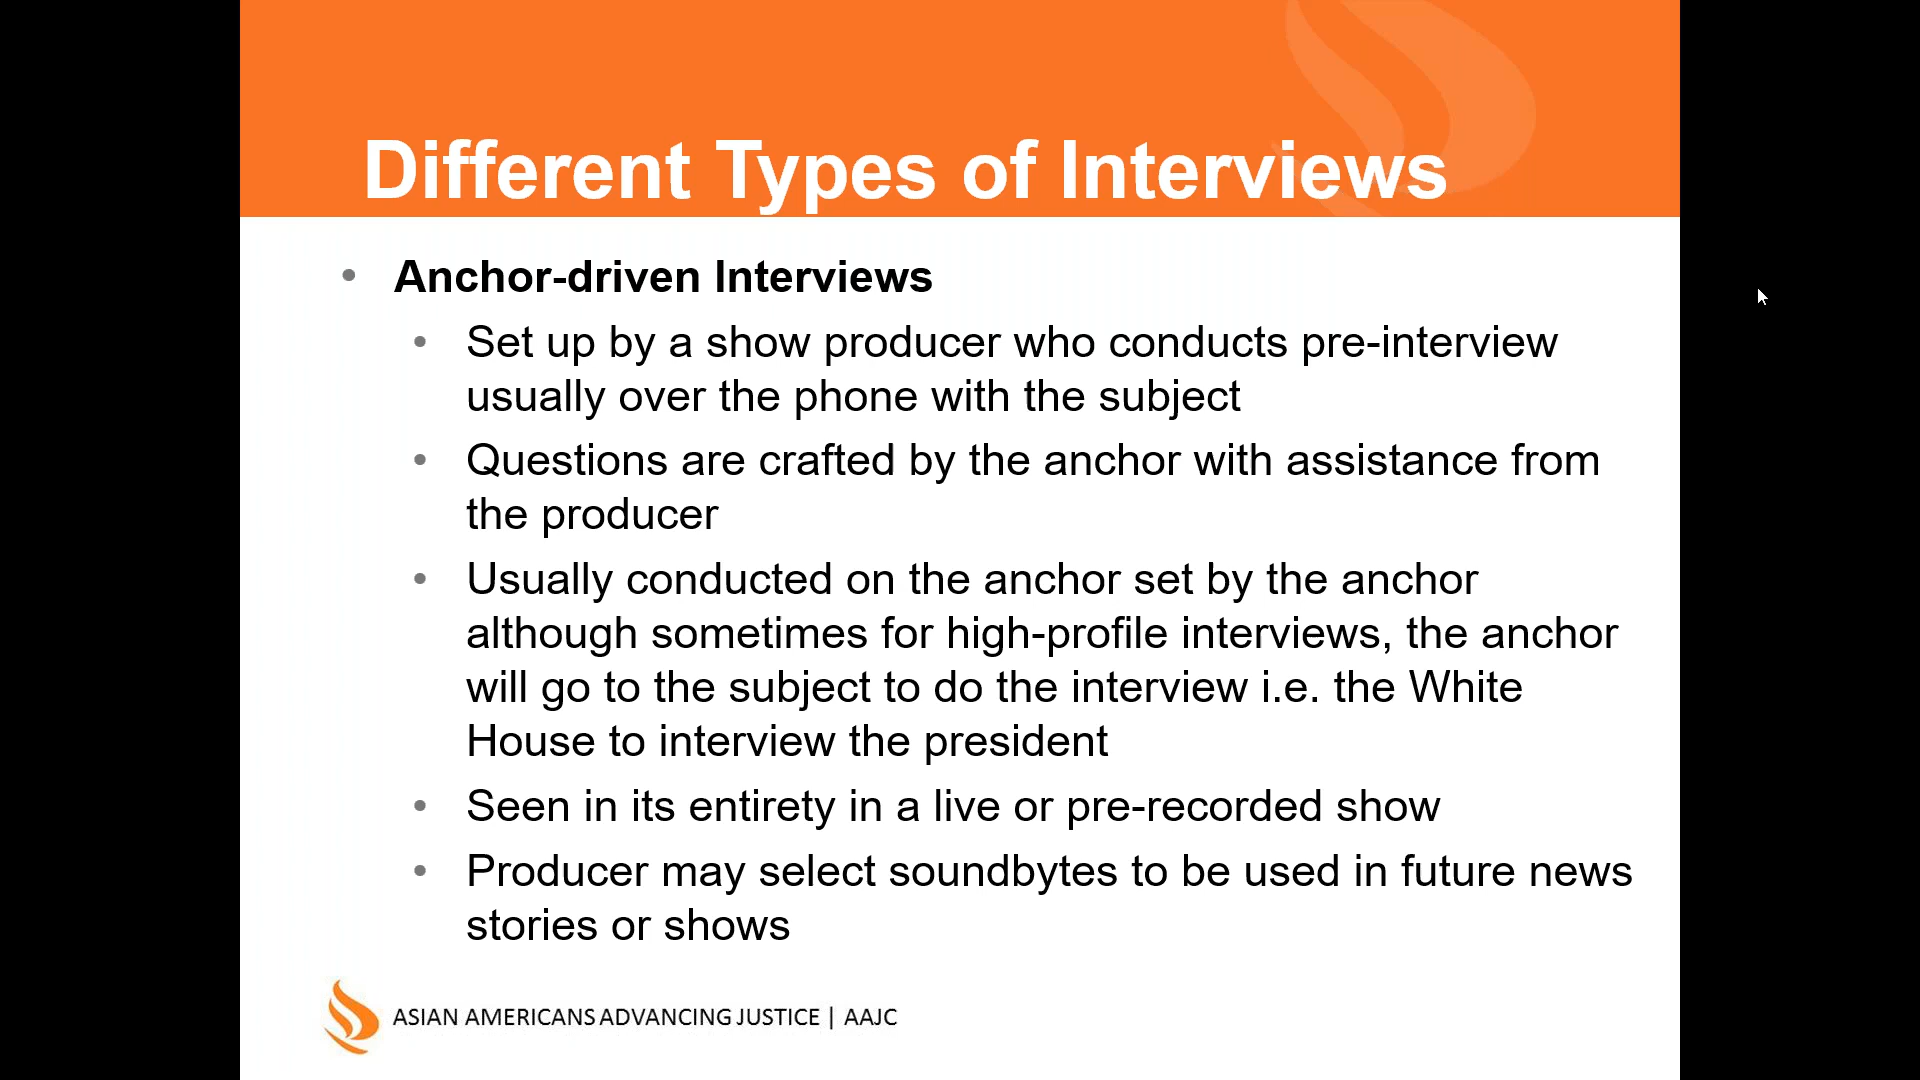 Different Types of Interviews
• Anchor-driven Interviews
• Set up by a show producer who conducts pre-interview
usually over the phone with the subject
• Questions are crafted by the anchor with assistance from
the producer
• Usually conducted on the anchor set by the anchor
although sometimes for high-profile interviews, the anchor
will go to the subject to do the interview i.e. the White
House to interview the president
• Seen in its entirety in a live or pre-recorded show
• Producer may select soundbytes to be used in future news
stories or shows
ASIAN AMERICANS ADVANCING JUSTICE | AAJC